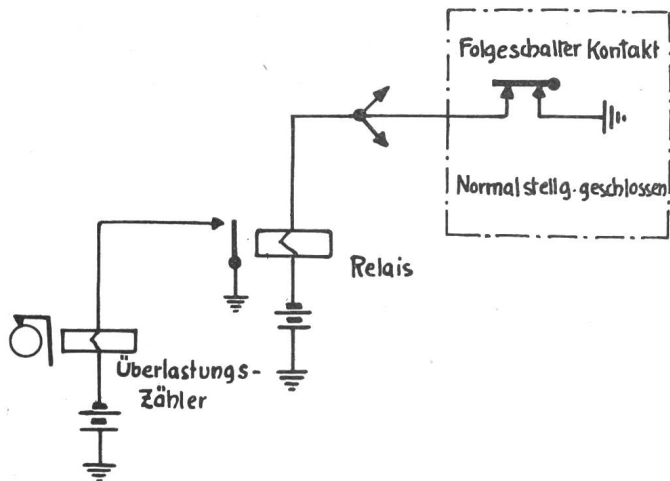 Folgeschalter Kontakt
Normalstellg. geschlossen
Relais
Überlastungs-
Zähler